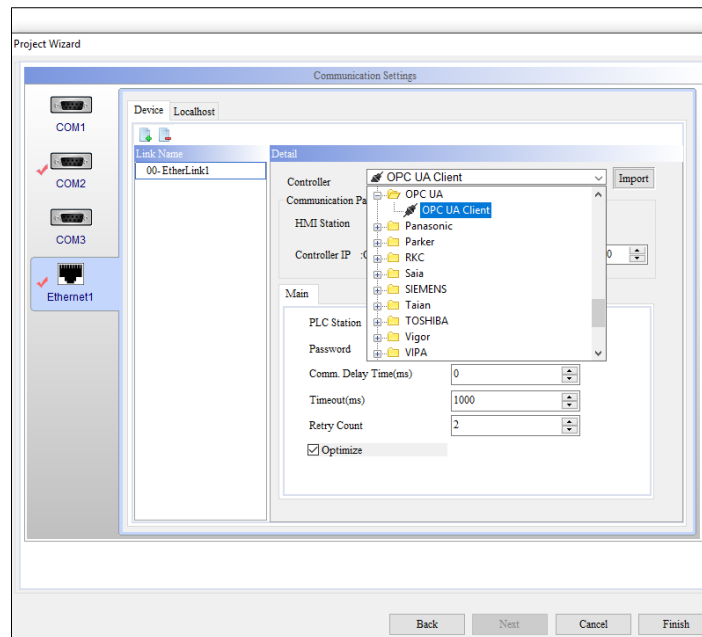 Project Wizard
Communication Settings
COM1
COM2
COM3
Ethernet1
Device Localhost
Link Name
00- EtherLink1
Detail
Controller OPC UA Client Import
Communication Pa
HMI Station
Controller IP :0
OPC UA
OPC UA Client
Panasonic
Parker
RKC
Saia
SIEMENS
Taian
TOSHIBA
Vigor
VIPA
Main
PLC Station
Password
Comm. Delay Time(ms) 0
Timeout(ms) 1000
Retry Count 2
Optimize
Back Next Cancel Finish